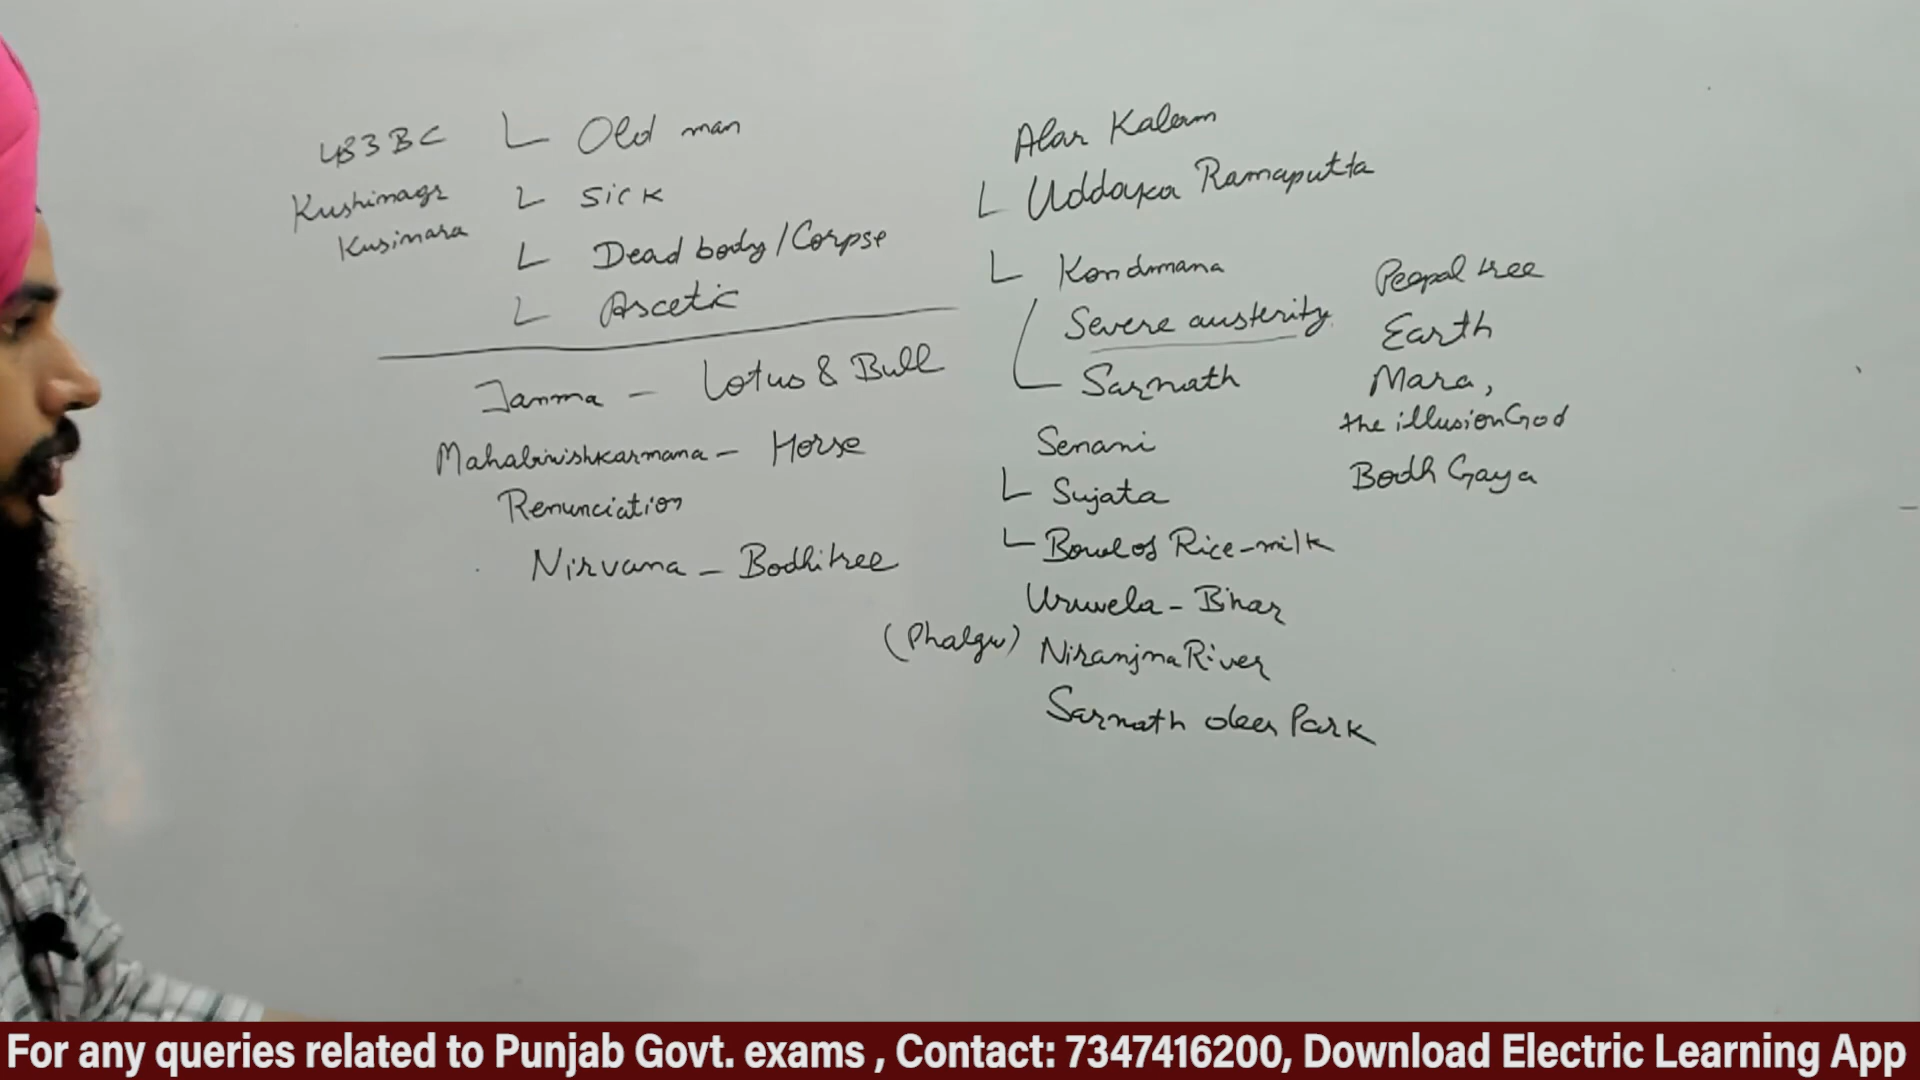 483 BC
Kushinagr
Kusinara
Old man
Sick
Dead body/Corpse
Ascetic
Janma - Lotus & Bull
Mahabinishkarmana - Horse
Renunciation
Nirvana - Bodhitree
Alar Kalam
Uddaka Ramaputta
Kondmana
Severe austerity
Sarnath
Senani
Sujata
Bowl of Rice-milk
Uruwela - Bihar
(Phalgu) Niranjna River
Sarnath deer Park
Peepal tree
Earth
Mara,
the illusion God
Bodh Gaya
For any queries related to Punjab Govt. exams , Contact: 7347416200, Download Electric Learning App